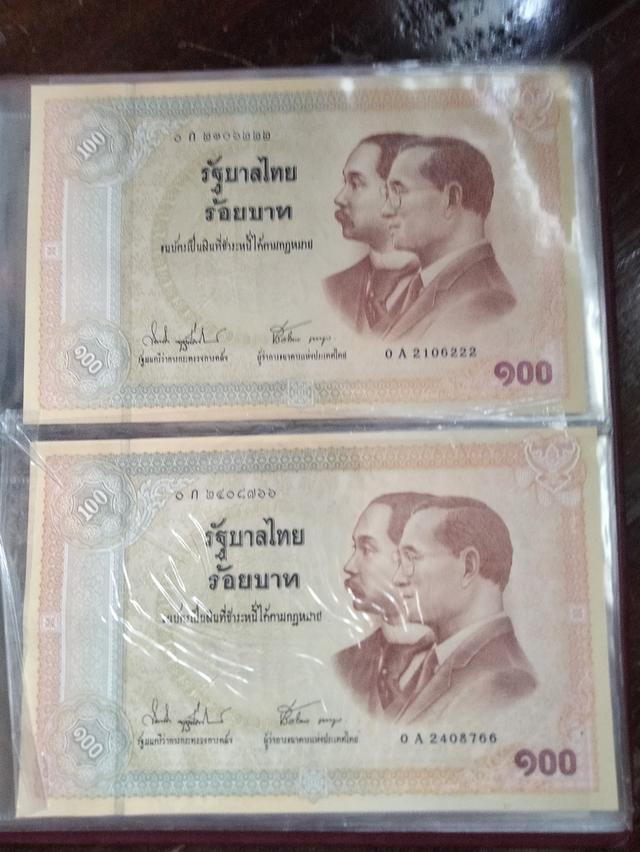 100
๐ ก ๒๑๐๖๒๒๒
รัฐบาลไทย
ร้อยบาท
ธนบัตรเป็นเงินที่ชำระหนี้ได้ตามกฎหมาย
รัฐมนตรีว่าการกระทรวงการคลัง ผู้ว่าการธนาคารแห่งประเทศไทย
0 A 2106222
๑๐๐
๑๐๐
100
๐ ก ๒๔๐๘๗๖๖
รัฐบาลไทย
ร้อยบาท
ธนบัตรเป็นเงินที่ชำระหนี้ได้ตามกฎหมาย
รัฐมนตรีว่าการกระทรวงการคลัง ผู้ว่าการธนาคารแห่งประเทศไทย
0 A 2408766
๑๐๐
๑๐๐